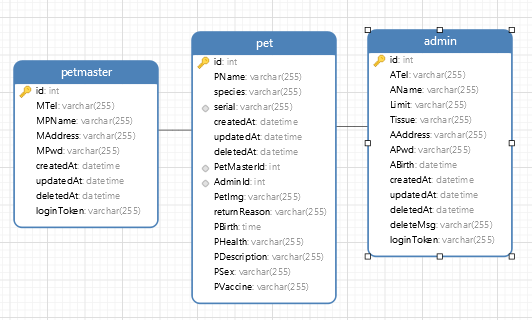 petmaster
id: int
MTel: varchar(255)
MPName: varchar(255)
MAddress: varchar(255)
MPwd: varchar(255)
createdAt: datetime
updatedAt: datetime
deletedAt: datetime
loginToken: varchar(255)
pet
id: int
PName: varchar(255)
species: varchar(255)
serial: varchar(255)
createdAt: datetime
updatedAt: datetime
deletedAt: datetime
PetMasterId: int
AdminId: int
PetImg: varchar(255)
returnReason: varchar(255)
PBirth: time
PHealth: varchar(255)
PDescription: varchar(255)
PSex: varchar(255)
PVaccine: varchar(255)
admin
id: int
ATel: varchar(255)
AName: varchar(255)
Limit: varchar(255)
Tissue: varchar(255)
AAddress: varchar(255)
APwd: varchar(255)
ABirth: datetime
createdAt: datetime
updatedAt: datetime
deletedAt: datetime
deleteMsg: varchar(255)
loginToken: varchar(255)